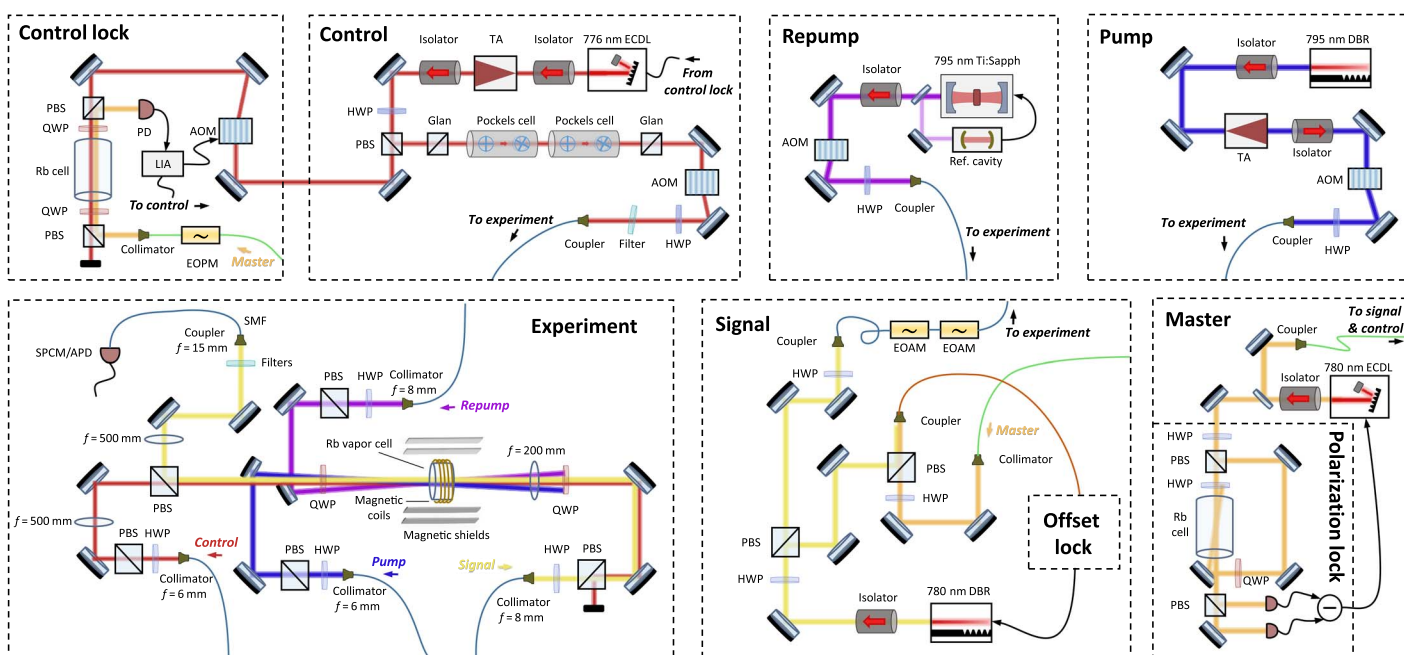 Control lock
PBS
QWP
PD
AOM
Rb cell
LIA
To control
QWP
PBS
Collimator
EOPM
~
Master
Control
Isolator
TA
Isolator
776 nm ECDL
From
control lock
HWP
Glan
Pockels cell
Pockels cell
Glan
PBS
AOM
To experiment
Coupler
Filter
HWP
Repump
795 nm Ti:Sapph
Isolator
AOM
Ref. cavity
HWP
Coupler
To experiment
Pump
795 nm DBR
Isolator
TA
Isolator
AOM
To experiment
Coupler
HWP
Experiment
SMF
Coupler
f = 15 mm
SPCM/APD
Filters
PBS
HWP
Collimator
f = 8 mm
Repump
f = 500 mm
Rb vapor cell
f = 200 mm
PBS
QWP
Magnetic
coils
QWP
Magnetic shields
f = 500 mm
PBS
HWP
Control
Collimator
f = 6 mm
PBS
HWP
Pump
Collimator
f = 6 mm
Signal
HWP
PBS
Collimator
f = 8 mm
Signal
To experiment
~
~
EOAM
EOAM
Coupler
HWP
Coupler
Master
PBS
Collimator
HWP
Offset
lock
PBS
HWP
Isolator
780 nm DBR
Master
To signal
& control
Coupler
780 nm ECDL
Isolator
HWP
PBS
HWP
Rb
cell
Polarization lock
QWP
PBS
−